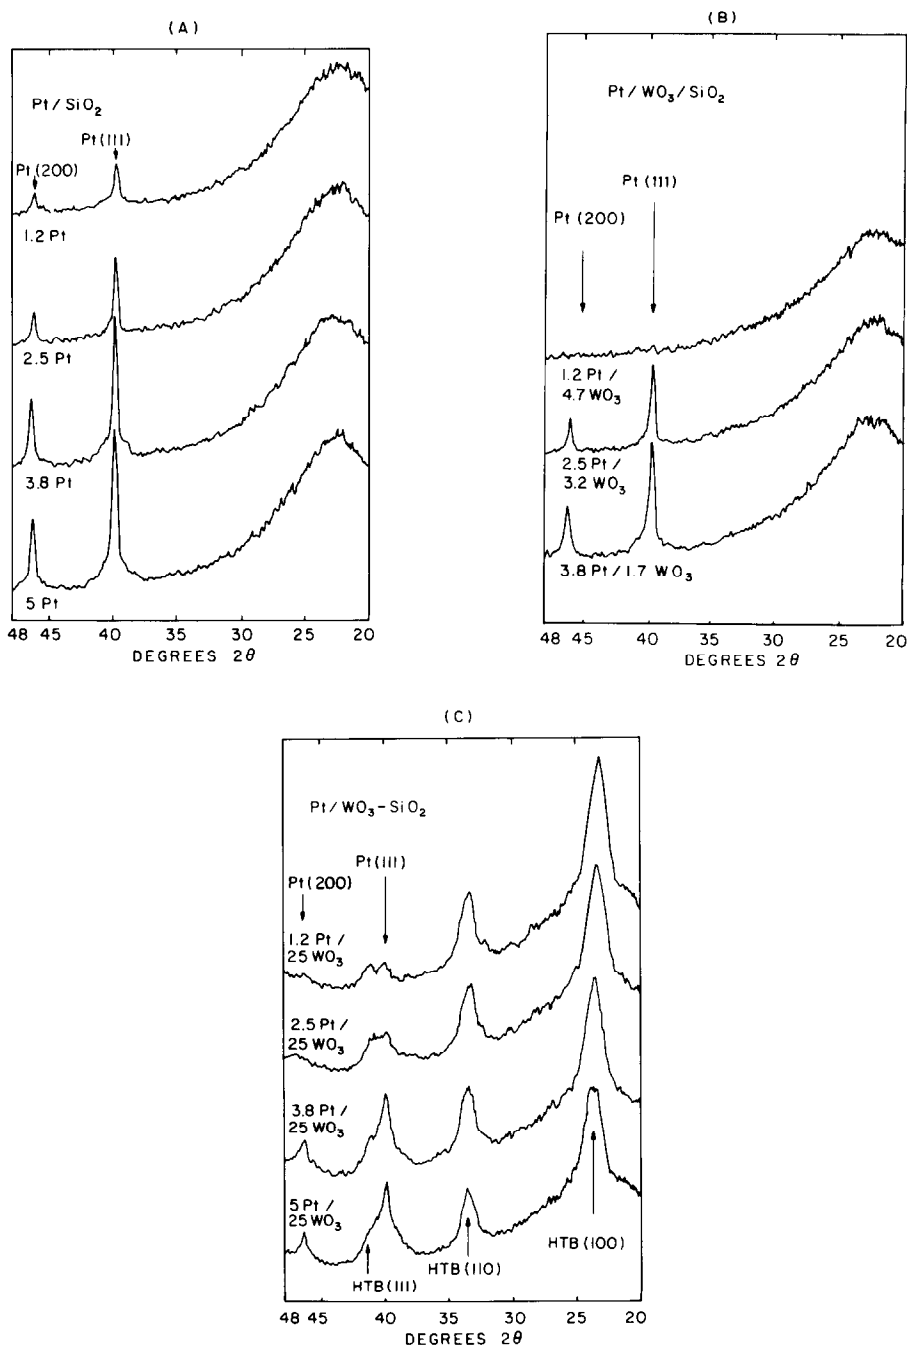 (A)
Pt/SiO₂
Pt(111)
Pt(200)
1.2 Pt
2.5 Pt
3.8 Pt
5 Pt
48 45 40 35 30 25 20
DEGREES 2θ
(B)
Pt/WO₃/SiO₂
Pt(111)
Pt(200)
1.2 Pt /
4.7 WO₃
2.5 Pt /
3.2 WO₃
3.8 Pt / 1.7 WO₃
48 45 40 35 30 25 20
DEGREES 2θ
(C)
Pt/WO₃-SiO₂
Pt(111)
Pt(200)
1.2 Pt /
25 WO₃
2.5 Pt /
25 WO₃
3.8 Pt /
25 WO₃
5 Pt /
25 WO₃
HTB(100)
HTB(110)
HTB(111)
48 45 40 35 30 25 20
DEGREES 2θ